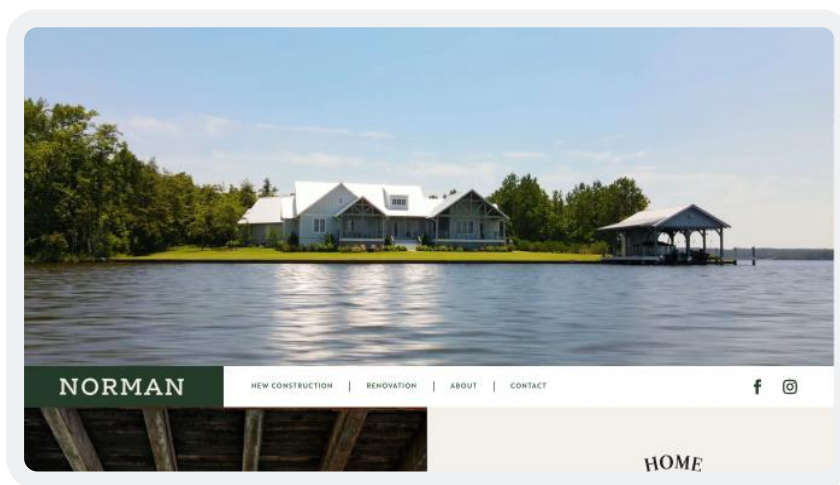 NORMAN
NEW CONSTRUCTION | RENOVATION | ABOUT | CONTACT
HOME